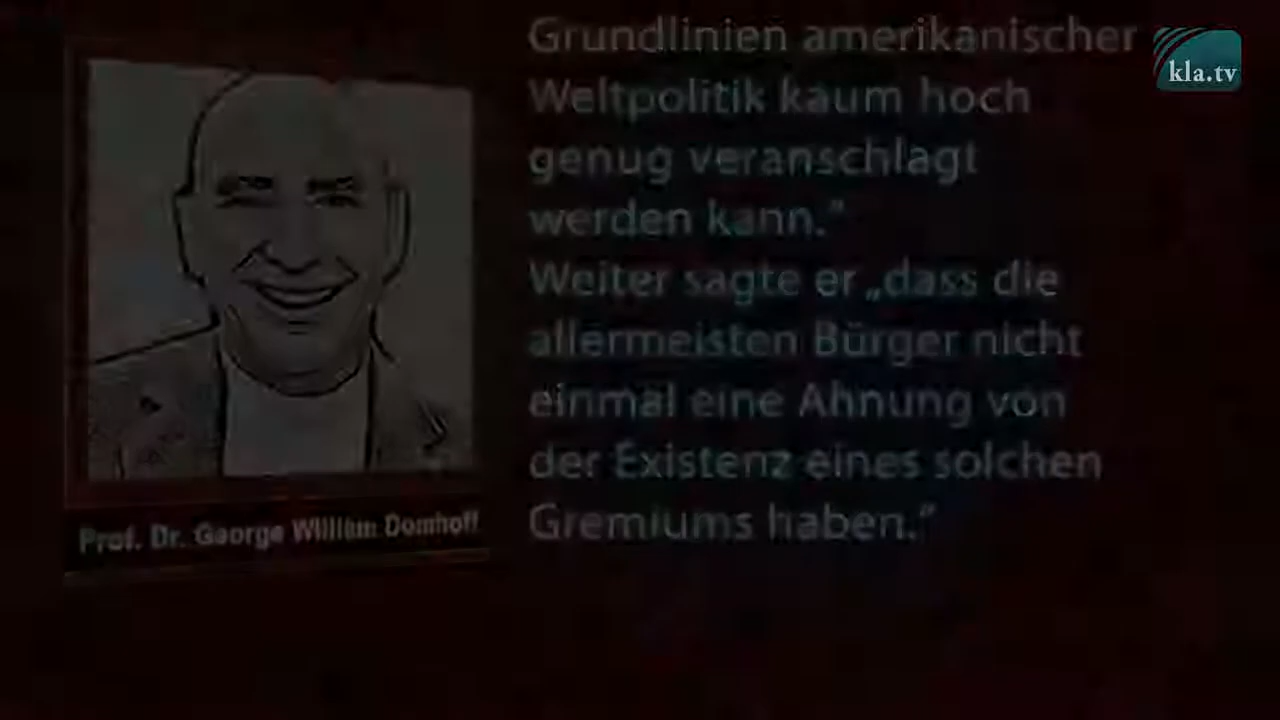 Grundlinien amerikanischer
Weltpolitik kaum hoch
genug veranschlagt
werden kann."
Weiter sagte er „dass die
allermeisten Bürger nicht
einmal eine Ahnung von
der Existenz eines solchen
Gremiums haben."
Prof. Dr. George William Domhoff
kla.tv